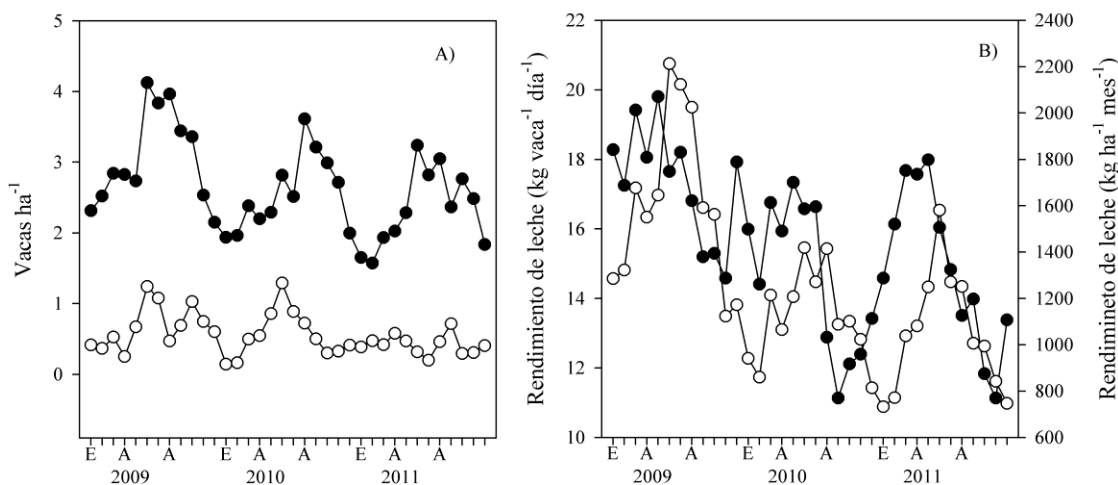 A)
Vacas ha⁻¹
5
4
3
2
1
0
E A A E A A E A A
2009 2010 2011
B)
Rendimiento de leche (kg vaca⁻¹ día⁻¹)
22
20
18
16
14
12
10
Rendimineto de leche (kg ha⁻¹ mes⁻¹)
2400
2200
2000
1800
1600
1400
1200
1000
800
600
E A A E A A E A A
2009 2010 2011